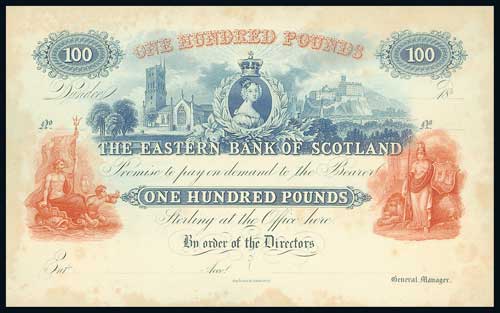 ONE HUNDRED POUNDS
100 100
Dundee 18
No No
THE EASTERN BANK OF SCOTLAND
Promise to pay on demand to the Bearer
ONE HUNDRED POUNDS
Sterling at the Office here
By order of the Directors
Ent. Acct.
General Manager.